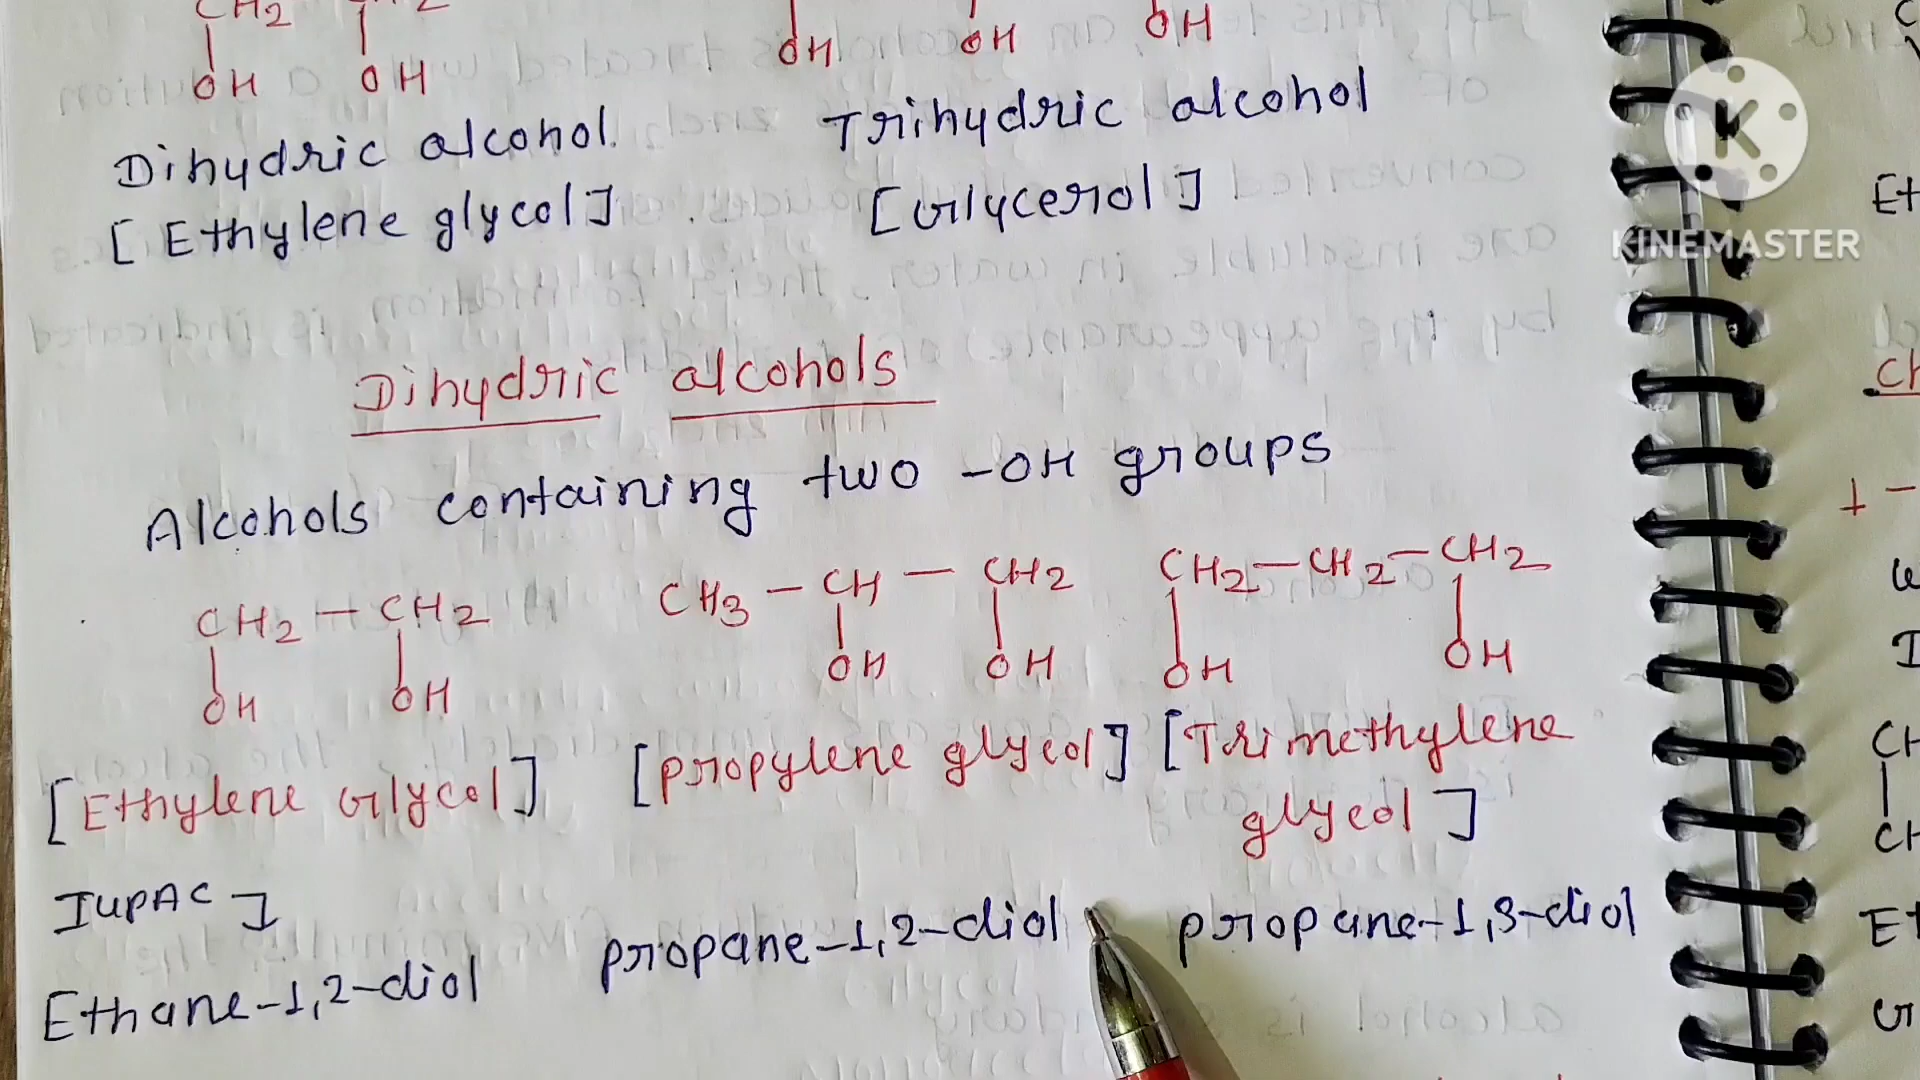 CH2 CH2
OH OH OH OH OH
Dihydric alcohol Trihydric alcohol
[Ethylene glycol] [Glycerol]
K
KINEMASTER
Dihydric alcohols
Alcohols containing two -OH groups
CH2-CH2 CH3-CH-CH2 CH2-CH2-CH2
OH OH OH OH OH OH
[Ethylene Glycol] [propylene glycol] [Trimethylene
glycol]
IUPAC]
Ethane-1,2-diol propane-1,2-diol propane-1,3-diol